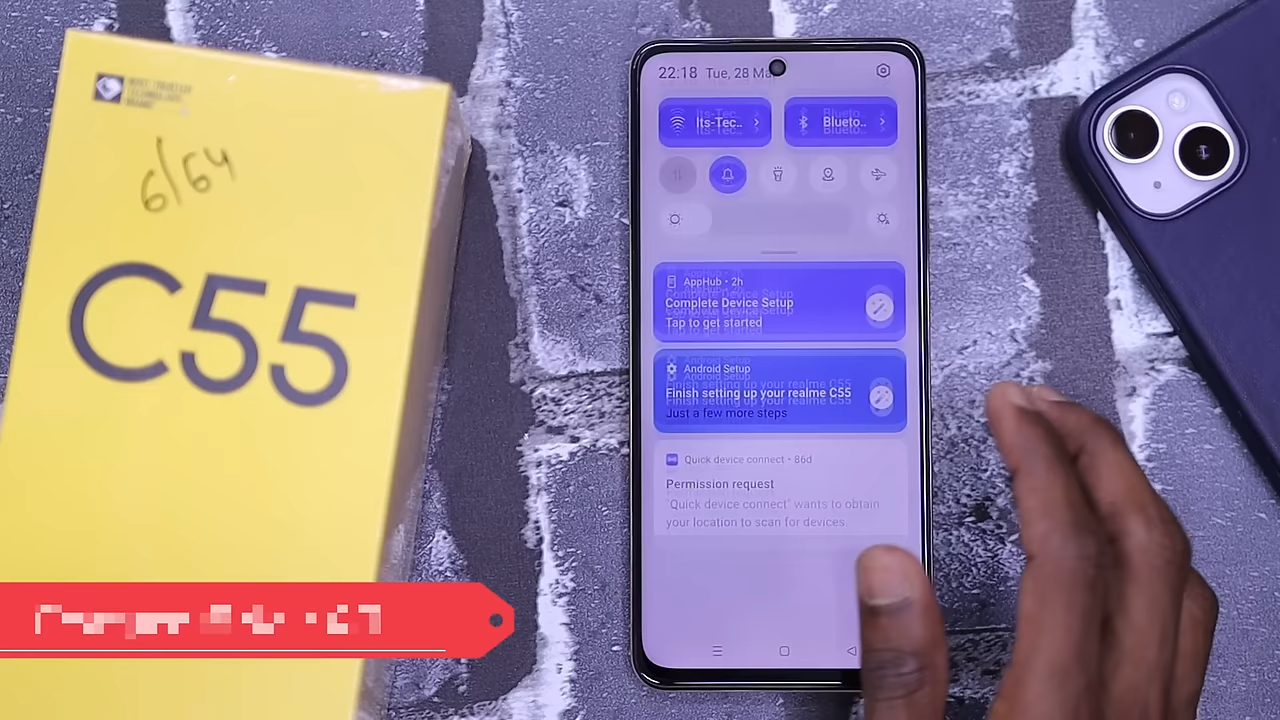 6/64
C55
22:18 Tue, 28 Ma
Its-Tec..
Blueto..
AppHub • 2h
Complete Device Setup
Tap to get started
Android Setup
Finish setting up your realme C55
Just a few more steps
Quick device connect • 86d
Permission request
"Quick device connect" wants to obtain
your location to scan for devices.